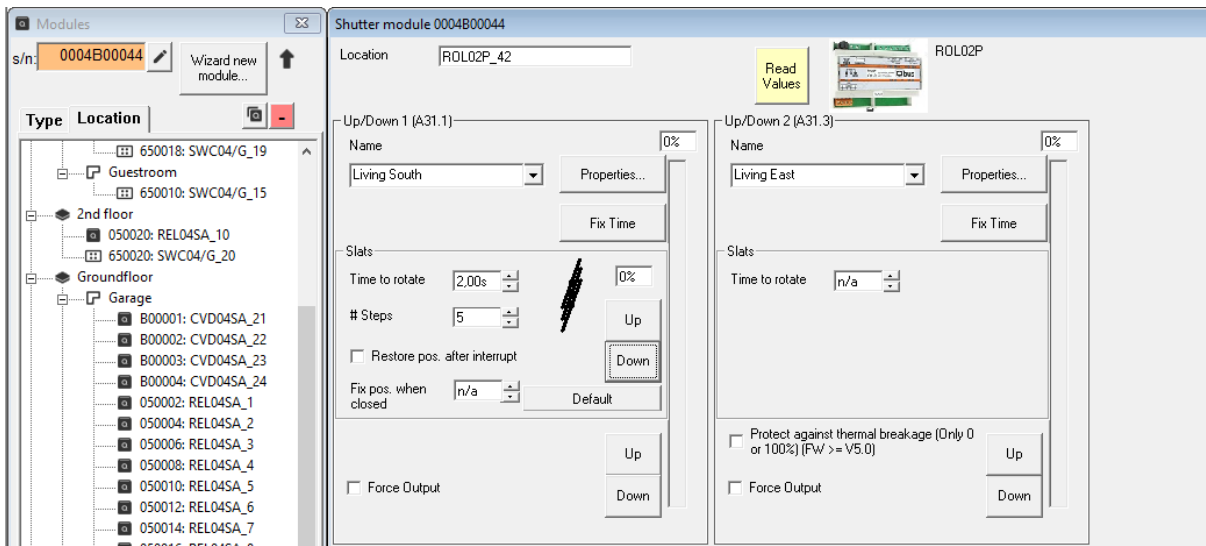 Modules
s/n: 0004B00044
Wizard new
module...
Type Location
650018: SWC04/G_19
Guestroom
650010: SWC04/G_15
2nd floor
050020: REL04SA_10
650020: SWC04/G_20
Groundfloor
Garage
B00001: CVD04SA_21
B00002: CVD04SA_22
B00003: CVD04SA_23
B00004: CVD04SA_24
050002: REL04SA_1
050004: REL04SA_2
050006: REL04SA_3
050008: REL04SA_4
050010: REL04SA_5
050012: REL04SA_6
050014: REL04SA_7
Shutter module 0004B00044
Location ROL02P_42
Read
Values
Qbus
ROL02P
Up/Down 1 (A31.1)
0%
Name
Living South
Properties...
Fix Time
Slats
Time to rotate 2,00s
0%
# Steps 5
Up
Restore pos. after interrupt
Down
Fix pos. when
closed
n/a
Default
Up
Force Output
Down
Up/Down 2 (A31.3)
0%
Name
Living East
Properties...
Fix Time
Slats
Time to rotate n/a
Protect against thermal breakage (Only 0
or 100%) (FW >= V5.0)
Up
Force Output
Down